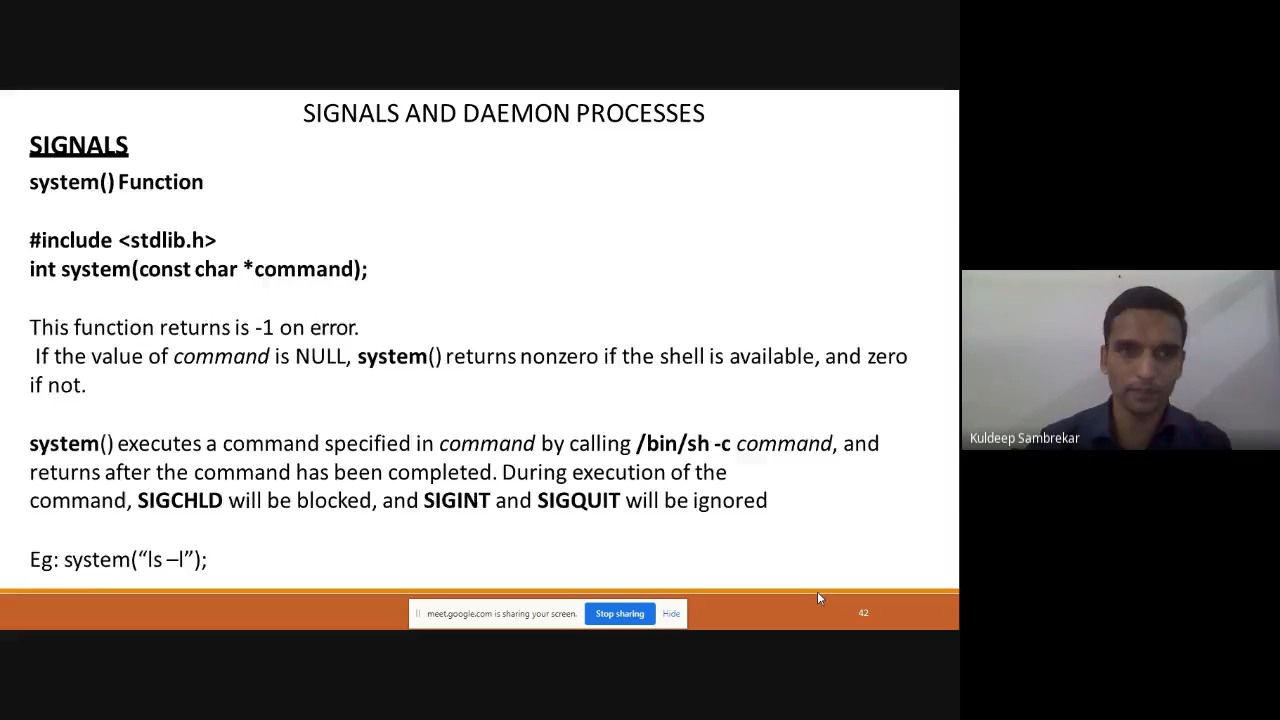 SIGNALS AND DAEMON PROCESSES
SIGNALS
system() Function
#include <stdlib.h>
int system(const char *command);
This function returns is -1 on error.
If the value of command is NULL, system() returns nonzero if the shell is available, and zero
if not.
system() executes a command specified in command by calling /bin/sh -c command, and
returns after the command has been completed. During execution of the
command, SIGCHLD will be blocked, and SIGINT and SIGQUIT will be ignored
Eg: system(“ls –l”);
meet.google.com is sharing your screen. Stop sharing Hide
42
Kuldeep Sambrekar